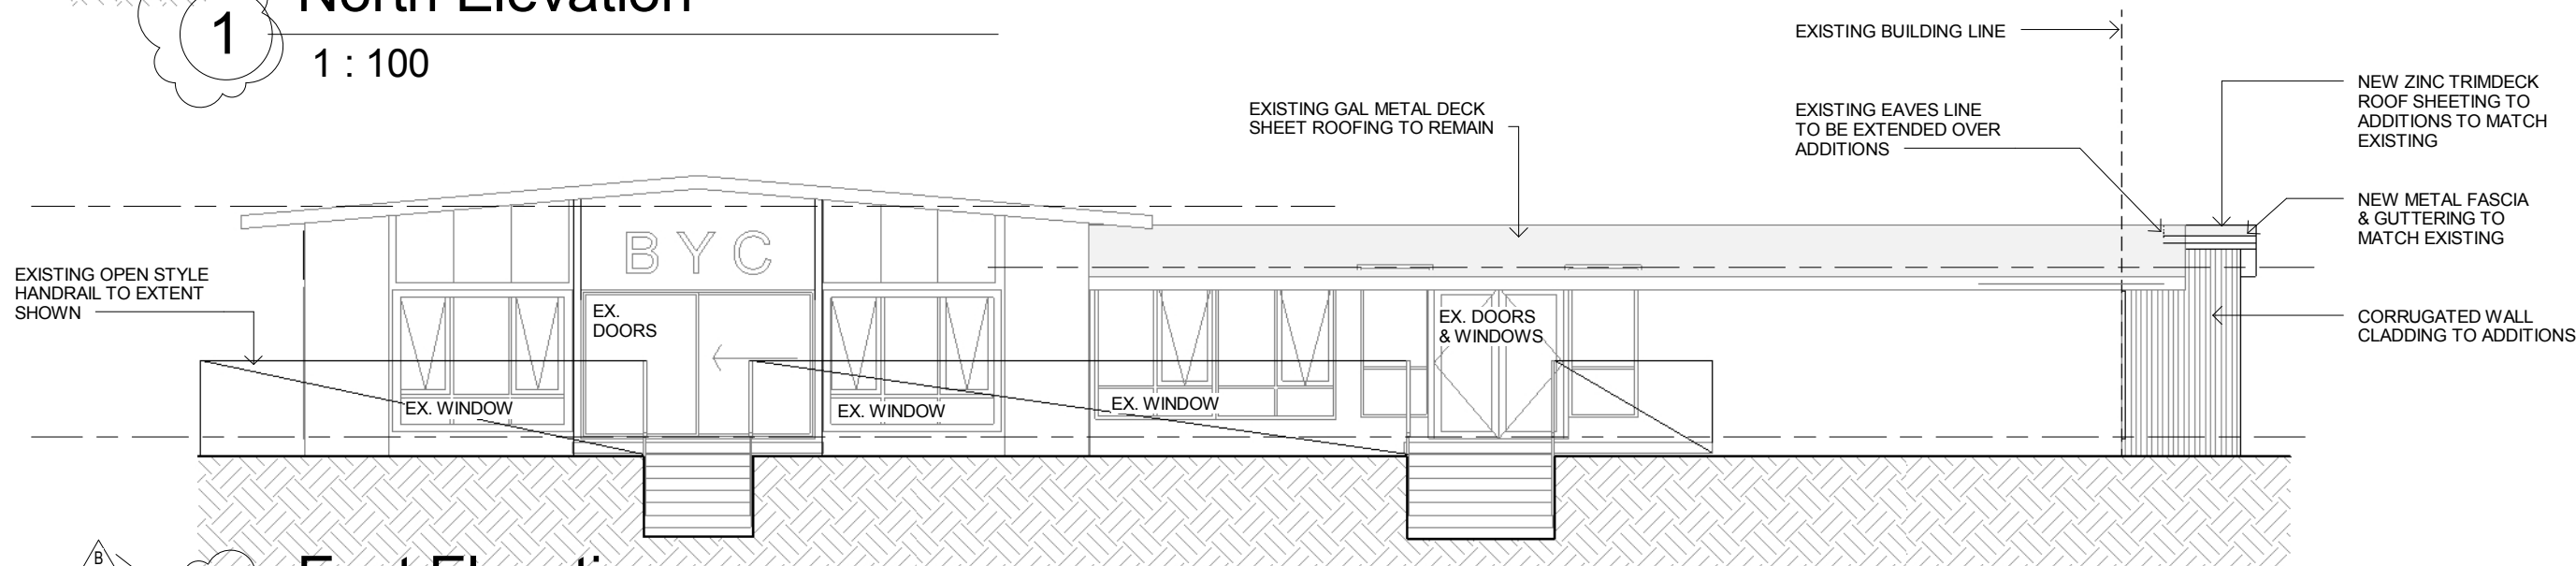 North Elevation
1
1 : 100
EXISTING BUILDING LINE
NEW ZINC TRIMDECK
ROOF SHEETING TO
ADDITIONS TO MATCH
EXISTING
EXISTING GAL METAL DECK
SHEET ROOFING TO REMAIN
EXISTING EAVES LINE
TO BE EXTENDED OVER
ADDITIONS
NEW METAL FASCIA
& GUTTERING TO
MATCH EXISTING
BYC
EXISTING OPEN STYLE
HANDRAIL TO EXTENT
SHOWN
EX.
DOORS
EX. DOORS
& WINDOWS
CORRUGATED WALL
CLADDING TO ADDITIONS
EX. WINDOW
EX. WINDOW
EX. WINDOW
B
East Elevation